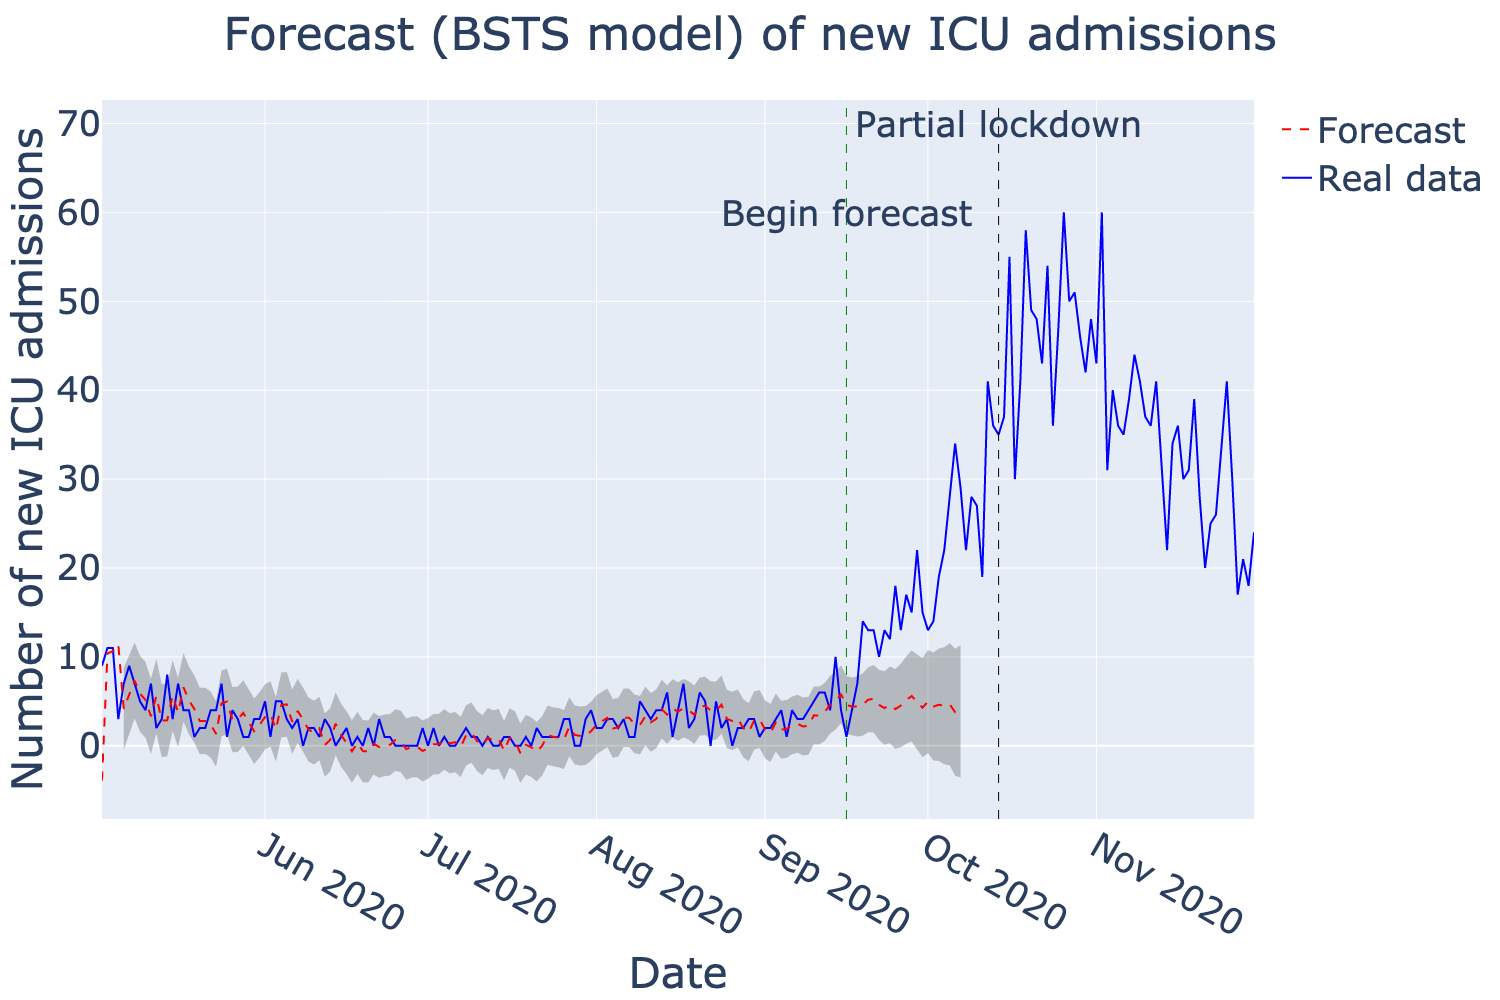 Forecast (BSTS model) of new ICU admissions
Number of new ICU admissions
70
60
50
40
30
20
10
0
Partial lockdown
Begin forecast
Forecast
Real data
Jun 2020
Jul 2020
Aug 2020
Sep 2020
Oct 2020
Nov 2020
Date